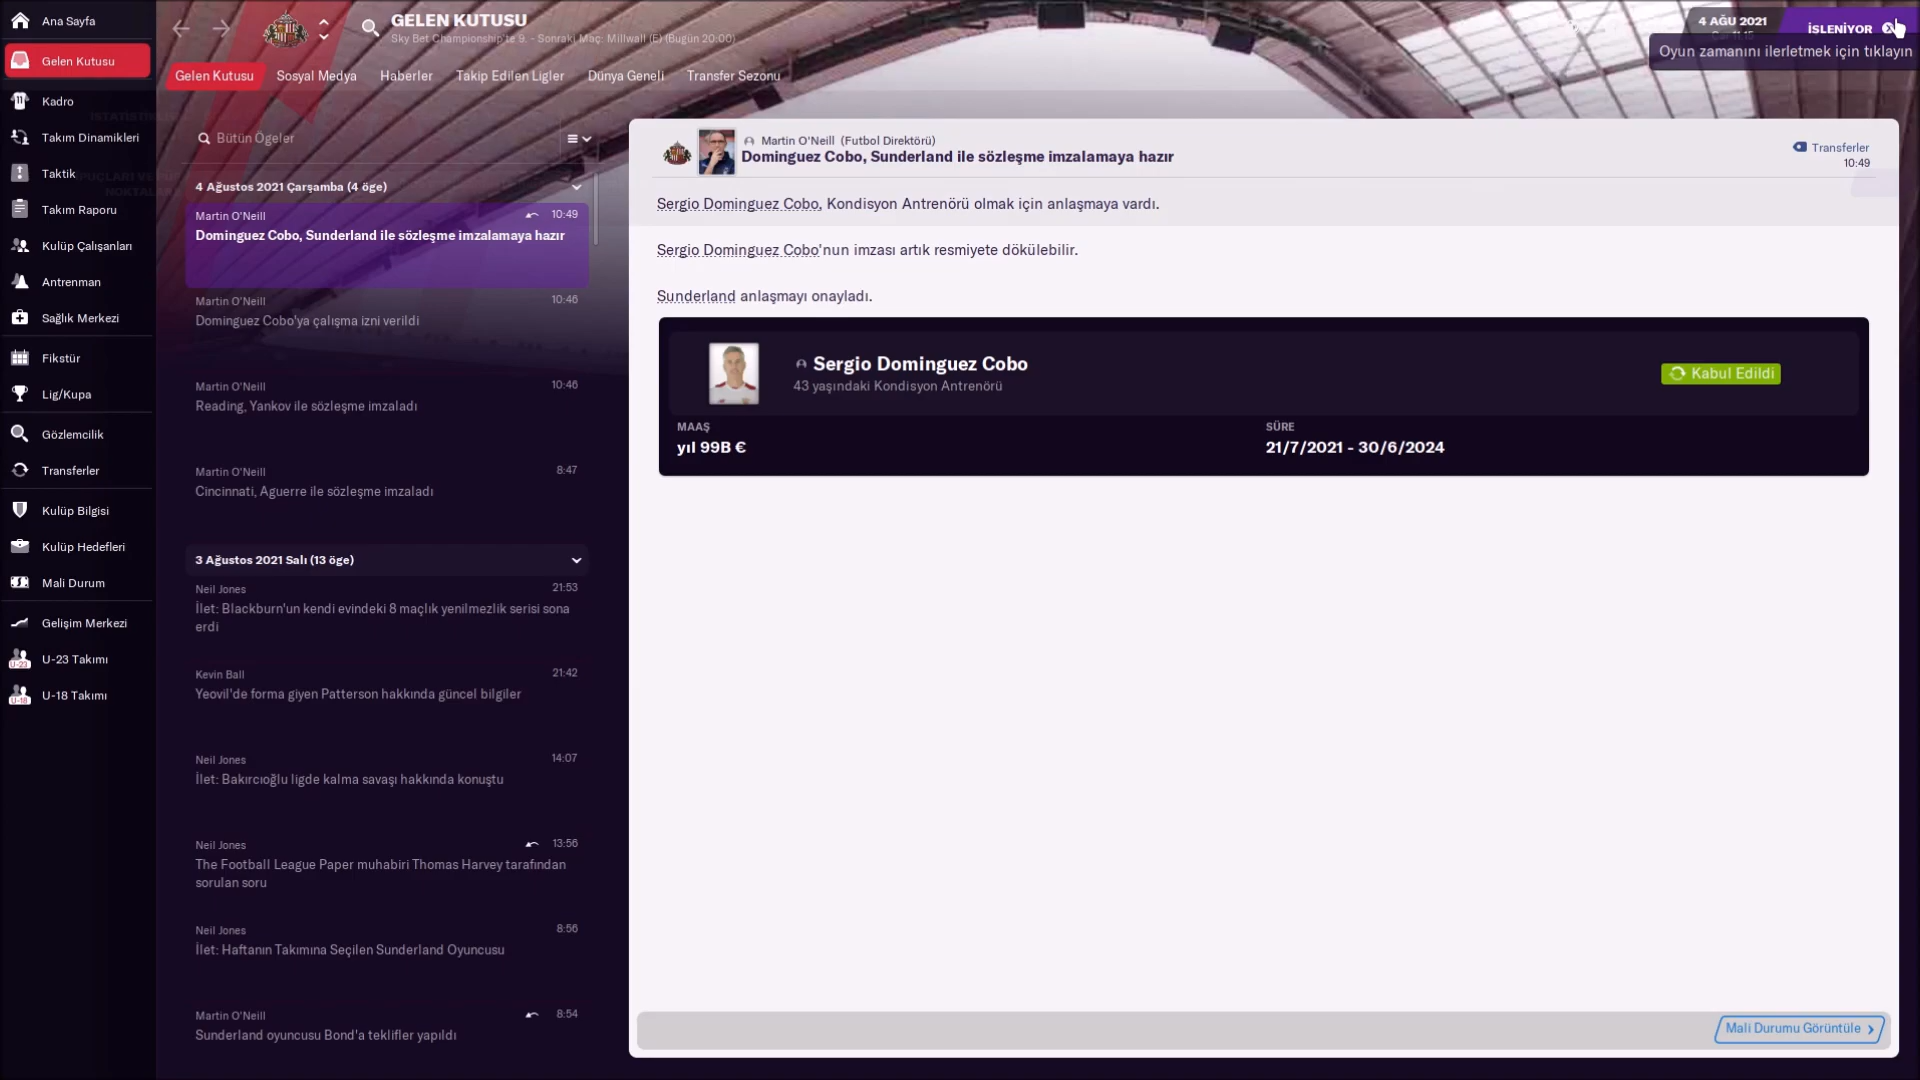 Ana Sayfa
Gelen Kutusu
Kadro
Takım Dinamikleri
Taktik
Takım Raporu
Kulüp Çalışanları
Antrenman
Sağlık Merkezi
Fikstür
Lig/Kupa
Gözlemcilik
Transferler
Kulüp Bilgisi
Kulüp Hedefleri
Mali Durum
Gelişim Merkezi
U-23 Takımı
U-18 Takımı
GELEN KUTUSU
Sky Bet Championship'te 9. - Sonraki Maç: Millwall (E) (Bugün 20:00)
4 AĞU 2021
İŞLENİYOR
Oyun zamanını ilerletmek için tıklayın
Gelen Kutusu Sosyal Medya Haberler Takip Edilen Ligler Dünya Geneli Transfer Sezonu
Bütün Ögeler
4 Ağustos 2021 Çarşamba (4 öge)
Martin O'Neill 10:49
Dominguez Cobo, Sunderland ile sözleşme imzalamaya hazır
Martin O'Neill 10:46
Dominguez Cobo'ya çalışma izni verildi
Martin O'Neill 10:46
Reading, Yankov ile sözleşme imzaladı
Martin O'Neill 8:47
Cincinnati, Aguerre ile sözleşme imzaladı
3 Ağustos 2021 Salı (13 öge)
Neil Jones 21:53
İlet: Blackburn'un kendi evindeki 8 maçlık yenilmezlik serisi sona
erdi
Kevin Ball 21:42
Yeovil'de forma giyen Patterson hakkında güncel bilgiler
Neil Jones 14:07
İlet: Bakırcıoğlu ligde kalma savaşı hakkında konuştu
Neil Jones 13:56
The Football League Paper muhabiri Thomas Harvey tarafından
sorulan soru
Neil Jones 8:56
İlet: Haftanın Takımına Seçilen Sunderland Oyuncusu
Martin O'Neill 8:54
Sunderland oyuncusu Bond'a teklifler yapıldı
Martin O'Neill (Futbol Direktörü)
Dominguez Cobo, Sunderland ile sözleşme imzalamaya hazır
Transferler
10:49
Sergio Dominguez Cobo, Kondisyon Antrenörü olmak için anlaşmaya vardı.
Sergio Dominguez Cobo'nun imzası artık resmiyete dökülebilir.
Sunderland anlaşmayı onayladı.
Sergio Dominguez Cobo
43 yaşındaki Kondisyon Antrenörü
Kabul Edildi
MAAŞ SÜRE
yıl 99B € 21/7/2021 - 30/6/2024
Mali Durumu Görüntüle